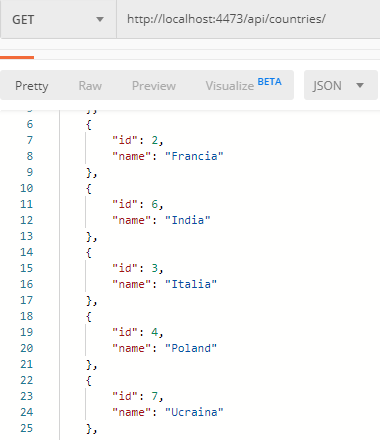 GET http://localhost:4473/api/countries/
Pretty Raw Preview Visualize BETA JSON
5 },
6 {
7 "id": 2,
8 "name": "Francia"
9 },
10 {
11 "id": 6,
12 "name": "India"
13 },
14 {
15 "id": 3,
16 "name": "Italia"
17 },
18 {
19 "id": 4,
20 "name": "Poland"
21 },
22 {
23 "id": 7,
24 "name": "Ucraina"
25 },